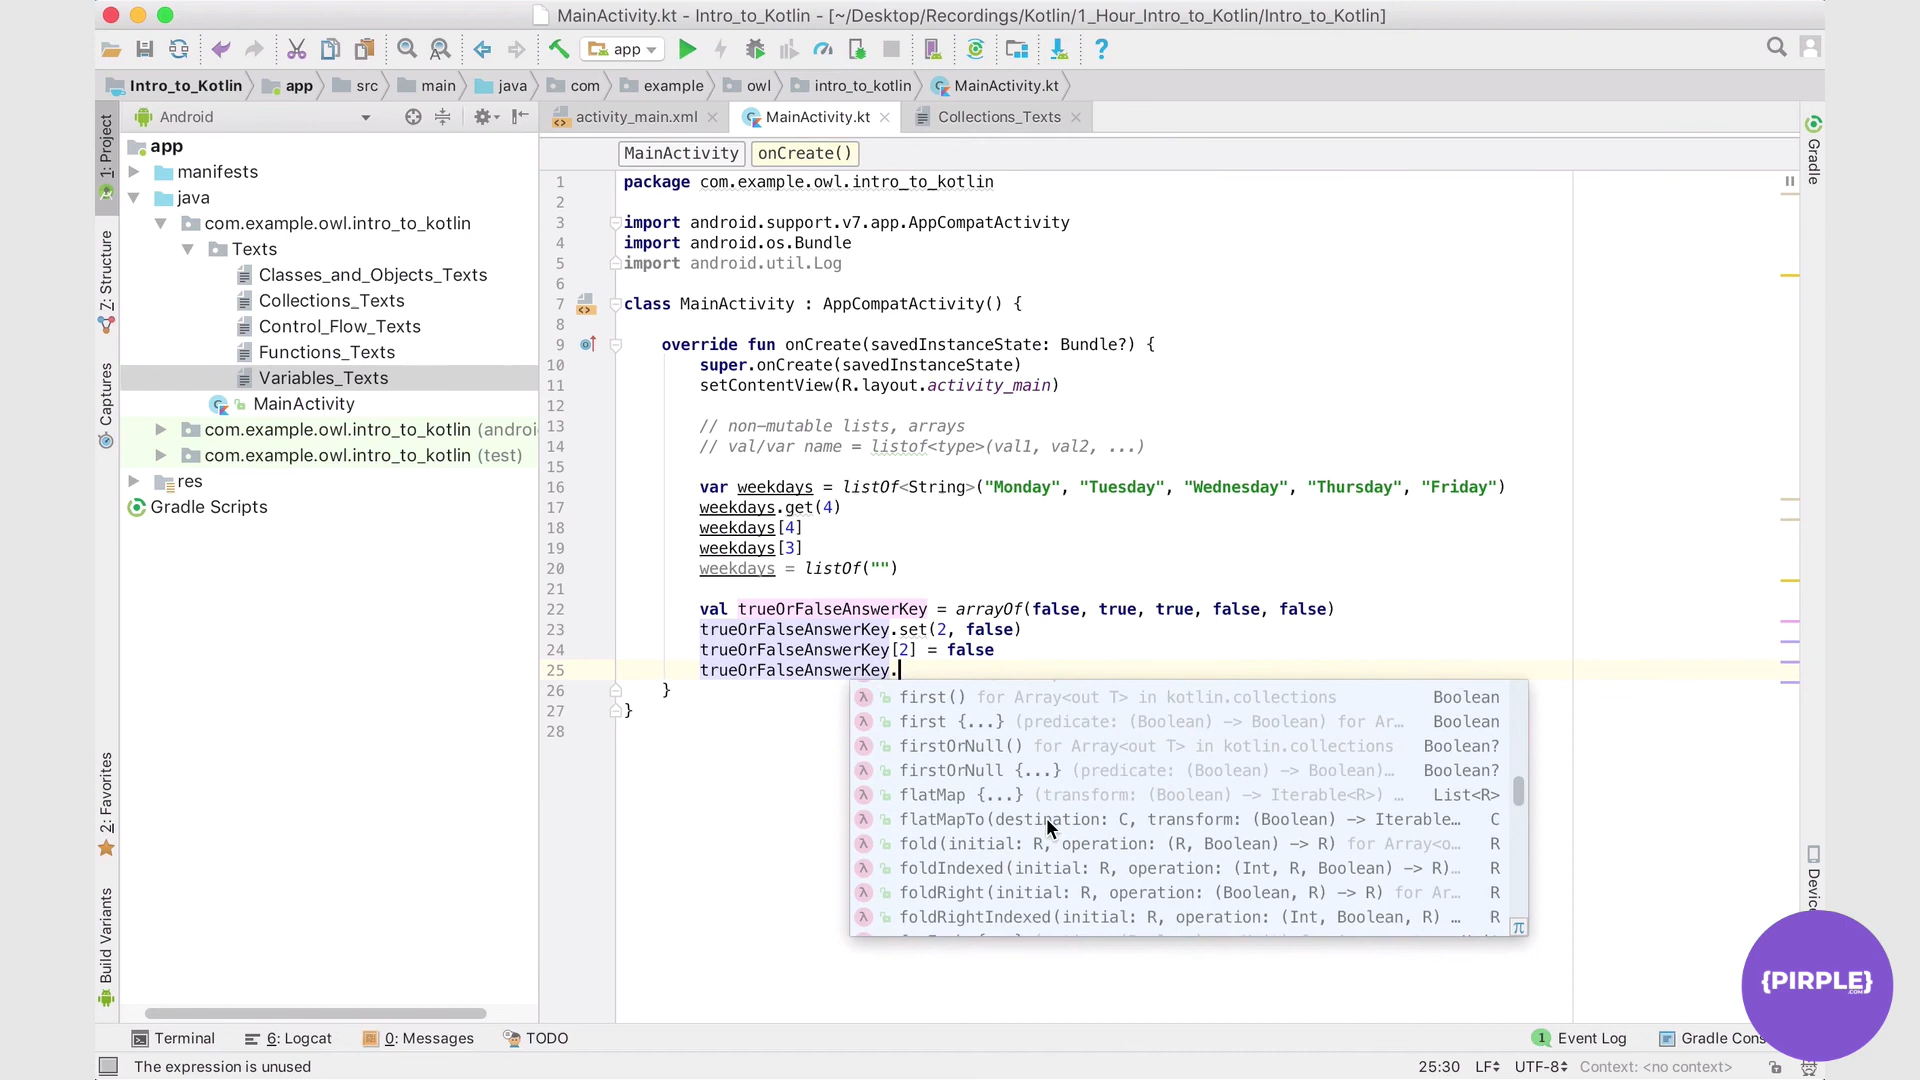 MainActivity.kt - Intro_to_Kotlin - [~/Desktop/Recordings/Kotlin/1_Hour_Intro_to_Kotlin/Intro_to_Kotlin]
app
Intro_to_Kotlin app src main java com example owl intro_to_kotlin MainActivity.kt
Android
activity_main.xml MainActivity.kt Collections_Texts
MainActivity onCreate()
1: Project
7: Structure
Captures
2: Favorites
Build Variants
app
manifests
java
com.example.owl.intro_to_kotlin
Texts
Classes_and_Objects_Texts
Collections_Texts
Control_Flow_Texts
Functions_Texts
Variables_Texts
MainActivity
com.example.owl.intro_to_kotlin (androi
com.example.owl.intro_to_kotlin (test)
res
Gradle Scripts
1 package com.example.owl.intro_to_kotlin
2
3 import android.support.v7.app.AppCompatActivity
4 import android.os.Bundle
5 import android.util.Log
6
7 class MainActivity : AppCompatActivity() {
8
9 override fun onCreate(savedInstanceState: Bundle?) {
10 super.onCreate(savedInstanceState)
11 setContentView(R.layout.activity_main)
12
13 // non-mutable lists, arrays
14 // val/var name = listof<type>(val1, val2, ...)
15
16 var weekdays = listOf<String>("Monday", "Tuesday", "Wednesday", "Thursday", "Friday")
17 weekdays.get(4)
18 weekdays[4]
19 weekdays[3]
20 weekdays = listOf("")
21
22 val trueOrFalseAnswerKey = arrayOf(false, true, true, false, false)
23 trueOrFalseAnswerKey.set(2, false)
24 trueOrFalseAnswerKey[2] = false
25 trueOrFalseAnswerKey.
26 }
27 }
28
first() for Array<out T> in kotlin.collections Boolean
first {...} (predicate: (Boolean) -> Boolean) for Ar… Boolean
firstOrNull() for Array<out T> in kotlin.collections Boolean?
firstOrNull {...} (predicate: (Boolean) -> Boolean)… Boolean?
flatMap {...} (transform: (Boolean) -> Iterable<R>) … List<R>
flatMapTo(destination: C, transform: (Boolean) -> Iterable… C
fold(initial: R, operation: (R, Boolean) -> R) for Array<o… R
foldIndexed(initial: R, operation: (Int, R, Boolean) -> R)… R
foldRight(initial: R, operation: (Boolean, R) -> R) for Ar… R
foldRightIndexed(initial: R, operation: (Int, Boolean, R) … R
π
Gradle
Devic
{PIRPLE}
.COM
Terminal 6: Logcat 0: Messages TODO 1 Event Log Gradle Cons
The expression is unused 25:30 LF UTF-8 Context: <no context>